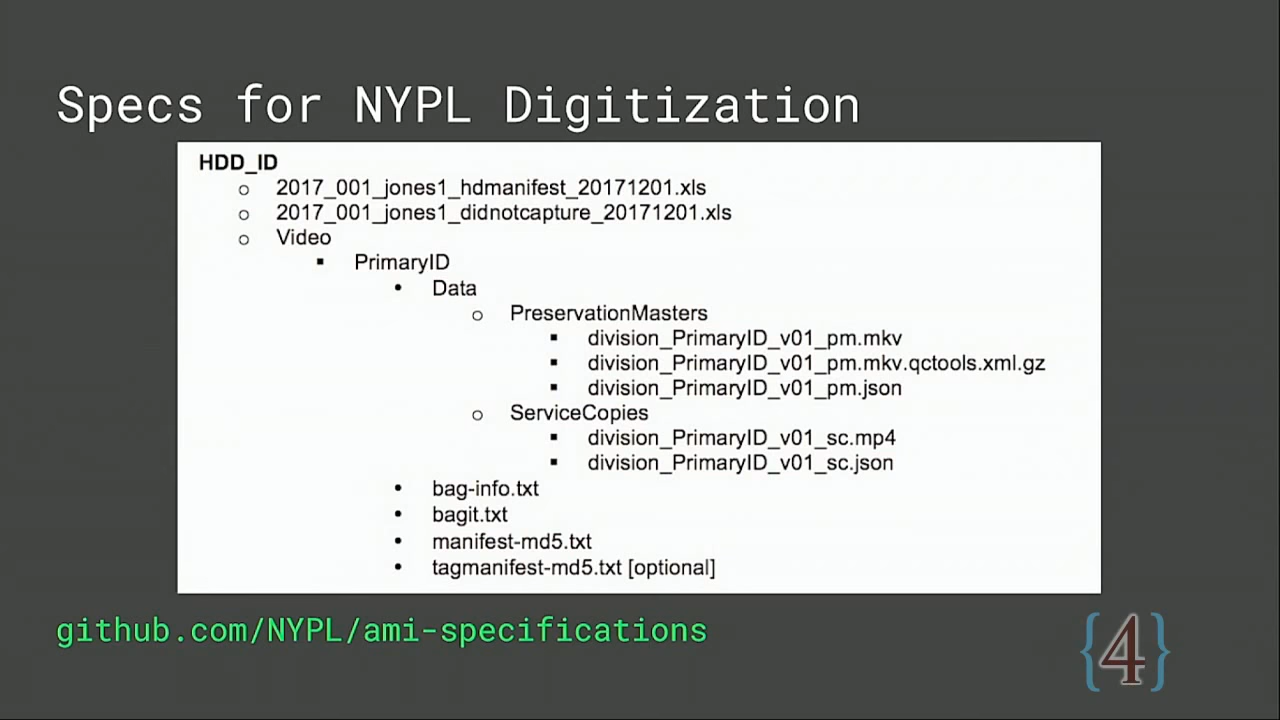 Specs for NYPL Digitization
HDD_ID
2017_001_jones1_hdmanifest_20171201.xls
2017_001_jones1_didnotcapture_20171201.xls
Video
PrimaryID
Data
PreservationMasters
division_PrimaryID_v01_pm.mkv
division_PrimaryID_v01_pm.mkv.qctools.xml.gz
division_PrimaryID_v01_pm.json
ServiceCopies
division_PrimaryID_v01_sc.mp4
division_PrimaryID_v01_sc.json
bag-info.txt
bagit.txt
manifest-md5.txt
tagmanifest-md5.txt [optional]
github.com/NYPL/ami-specifications
{4}